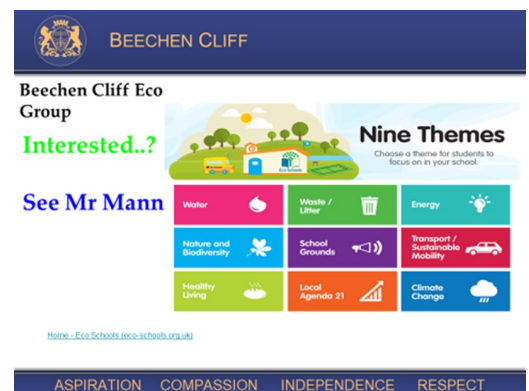 BEECHEN CLIFF
Beechen Cliff Eco
Group
Interested..?
See Mr Mann
Nine Themes
Choose a theme for students to
focus on in your school.
Eco-Schools
Water
Waste /
Litter
Energy
Nature and
Biodiversity
School
Grounds
Transport /
Sustainable
Mobility
Healthy
Living
Local
Agenda 21
Climate
Change
Home - Eco Schools (eco-schools.org.uk)
ASPIRATION COMPASSION INDEPENDENCE RESPECT